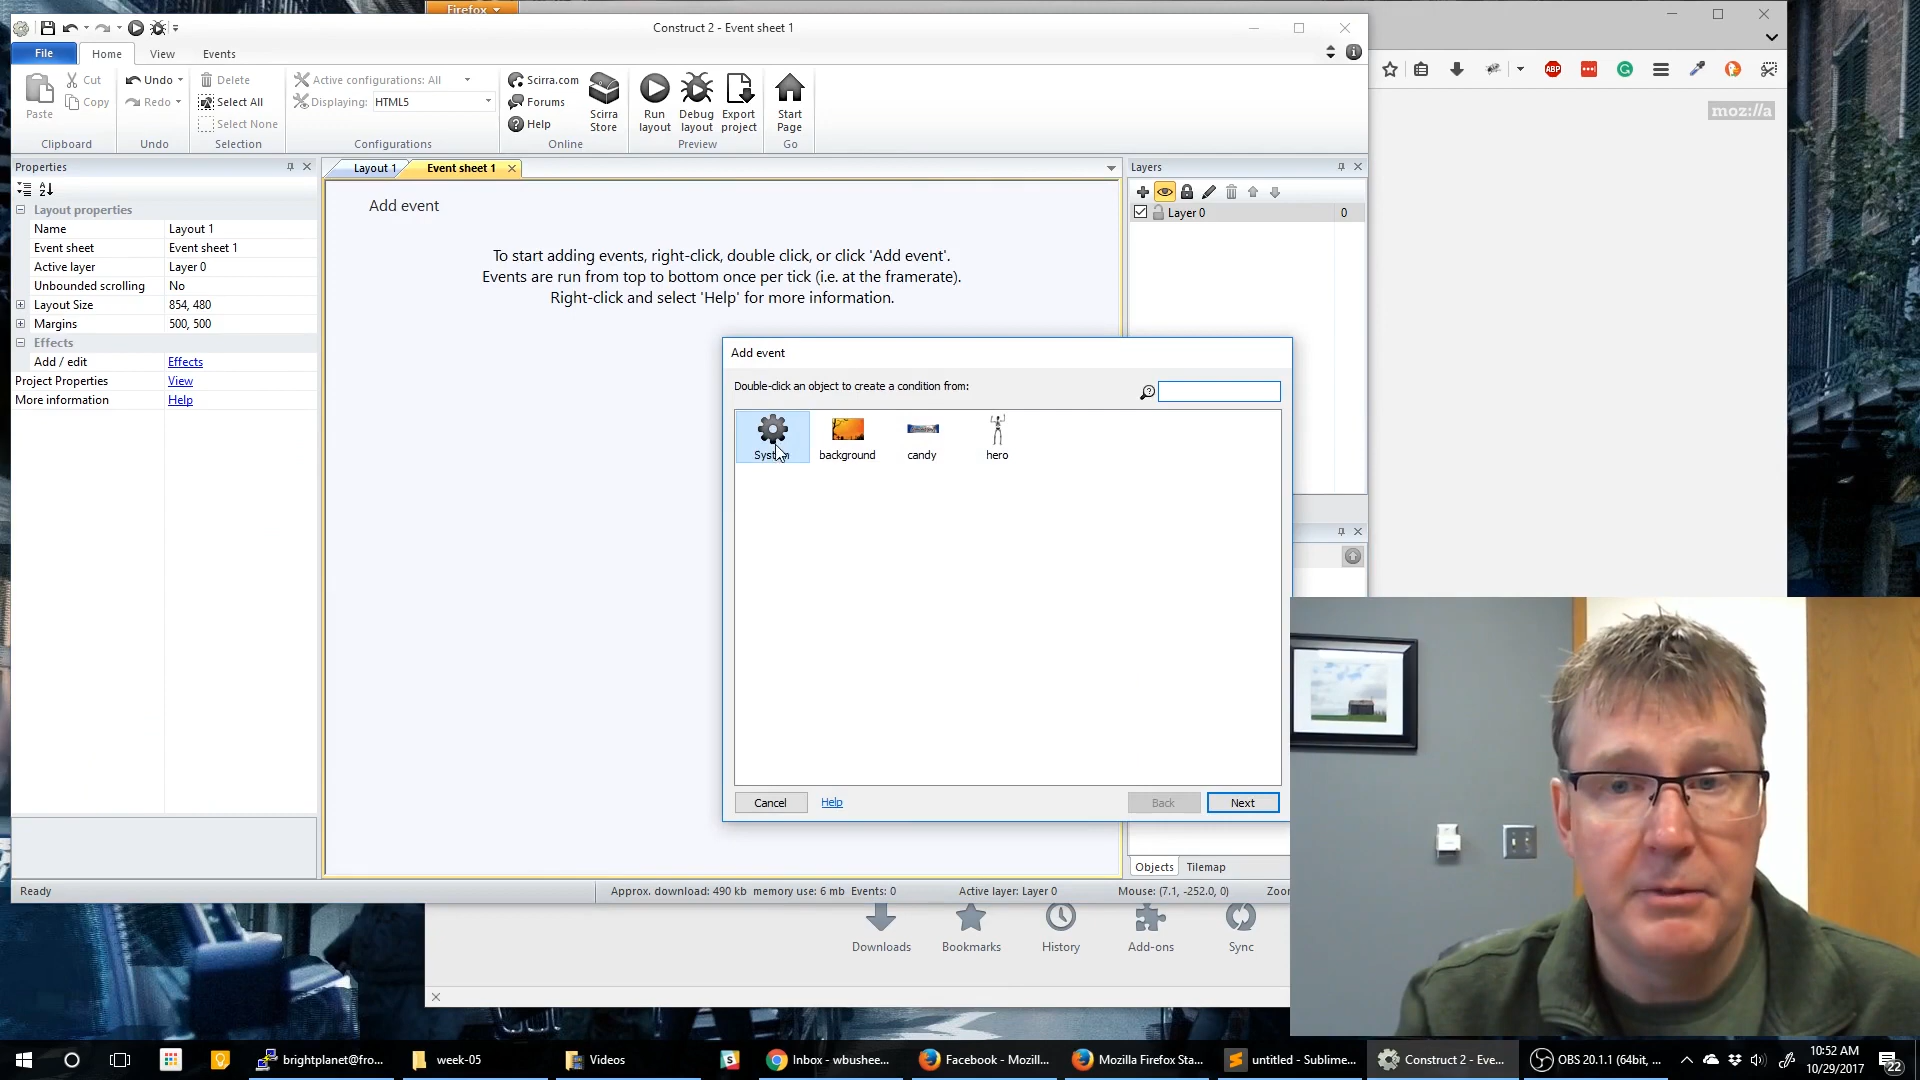 Firefox
Construct 2 - Event sheet 1
File
Home
View
Events
Paste
Cut
Copy
Clipboard
Undo
Redo
Undo
Delete
Select All
Select None
Selection
Active configurations: All
Displaying: HTML5
Configurations
Scirra.com
Forums
Help
Scirra Store
Online
Run layout
Debug layout
Export project
Preview
Start Page
Go
ABP
moz://a
Properties
Layout properties
Name Layout 1
Event sheet Event sheet 1
Active layer Layer 0
Unbounded scrolling No
Layout Size 854, 480
Margins 500, 500
Effects
Add / edit Effects
Project Properties View
More information Help
Layout 1
Event sheet 1
Add event
To start adding events, right-click, double click, or click 'Add event'.
Events are run from top to bottom once per tick (i.e. at the framerate).
Right-click and select 'Help' for more information.
Layers
Layer 0 0
Add event
Double-click an object to create a condition from:
System
background
candy
hero
Cancel
Help
Back
Next
Objects
Tilemap
Ready
Approx. download: 490 kb memory use: 6 mb Events: 0
Active layer: Layer 0
Mouse: (7.1, -252.0, 0)
Downloads
Bookmarks
History
Add-ons
Sync
brightplanet@fro...
week-05
Videos
Inbox - wbushee...
Facebook - Mozill...
Mozilla Firefox Sta...
untitled - Sublime...
Construct 2 - Eve...
OBS 20.1.1 (64bit, ...
10:52 AM
10/29/2017
22